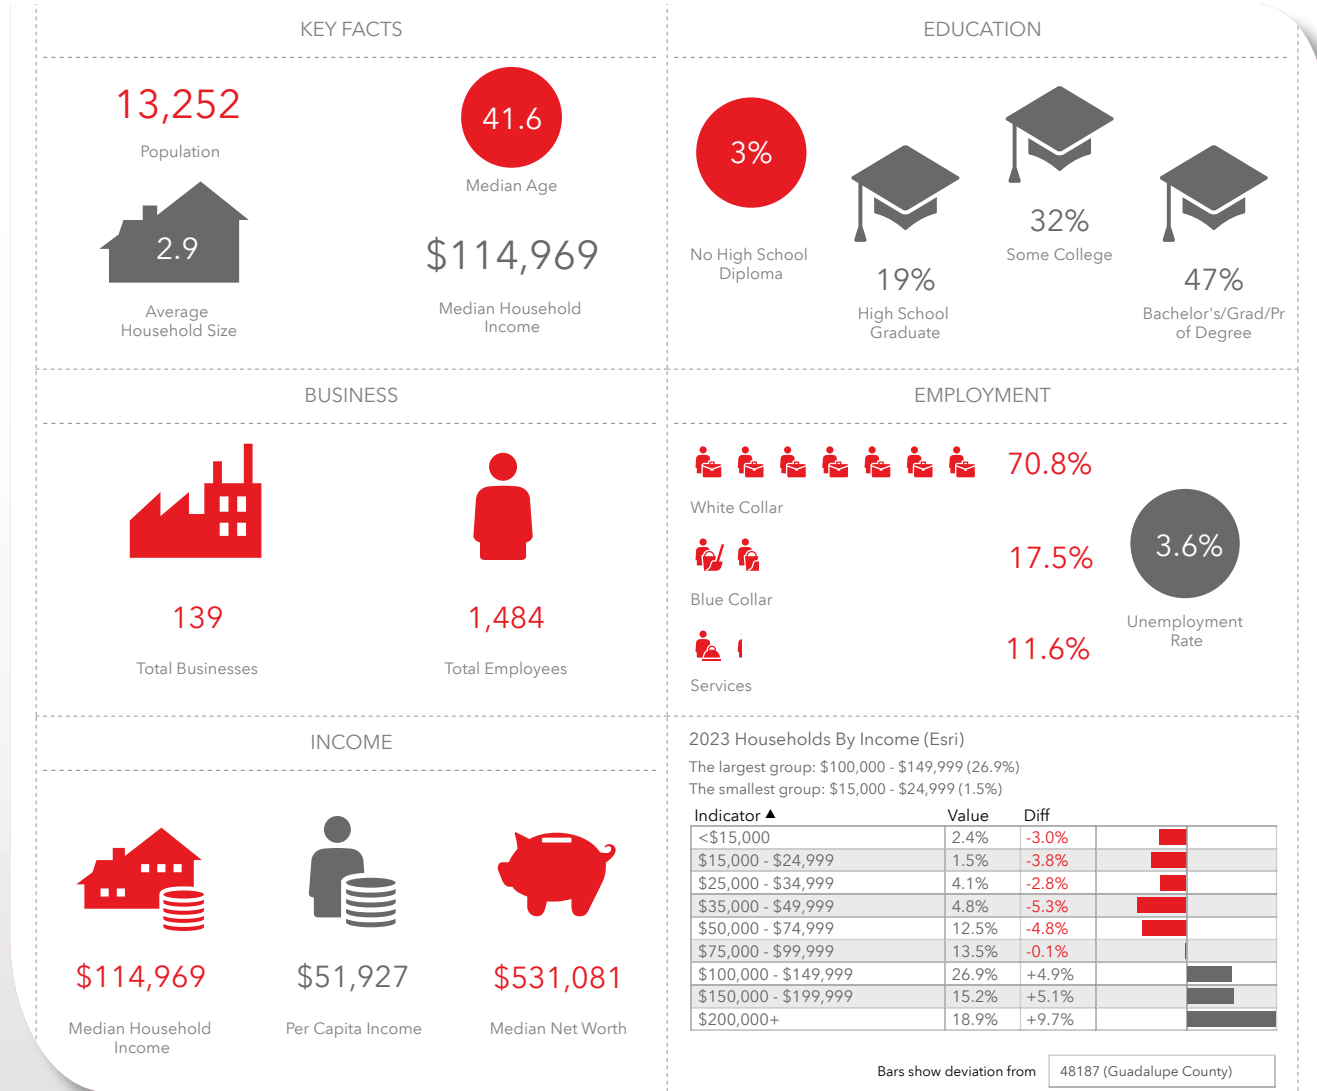 KEY FACTS
13,252
Population
41.6
Median Age
2.9
Average
Household Size
$114,969
Median Household
Income
EDUCATION
3%
No High School
Diploma
19%
High School
Graduate
32%
Some College
47%
Bachelor's/Grad/Pr
of Degree
BUSINESS
139
Total Businesses
1,484
Total Employees
EMPLOYMENT
70.8%
White Collar
17.5%
Blue Collar
11.6%
Services
3.6%
Unemployment
Rate
INCOME
$114,969
Median Household
Income
$51,927
Per Capita Income
$531,081
Median Net Worth
2023 Households By Income (Esri)
The largest group: $100,000 - $149,999 (26.9%)
The smallest group: $15,000 - $24,999 (1.5%)
Indicator ▲ Value Diff
<$15,000 2.4% -3.0%
$15,000 - $24,999 1.5% -3.8%
$25,000 - $34,999 4.1% -2.8%
$35,000 - $49,999 4.8% -5.3%
$50,000 - $74,999 12.5% -4.8%
$75,000 - $99,999 13.5% -0.1%
$100,000 - $149,999 26.9% +4.9%
$150,000 - $199,999 15.2% +5.1%
$200,000+ 18.9% +9.7%
Bars show deviation from 48187 (Guadalupe County)